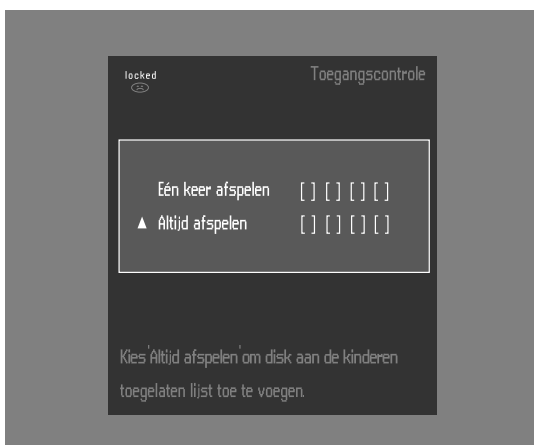 locked
Toegangscontrole
Eén keer afspelen [ ] [ ] [ ] [ ]
▲ Altijd afspelen [ ] [ ] [ ] [ ]
Kies 'Altijd afspelen' om disk aan de kinderen
toegelaten lijst toe te voegen.